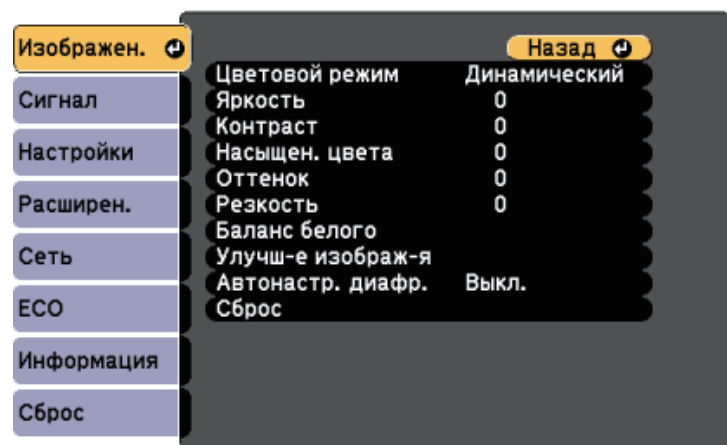 Изображен.
Сигнал
Настройки
Расширен.
Сеть
ECO
Информация
Сброс
Назад
Цветовой режим Динамический
Яркость 0
Контраст 0
Насыщен. цвета 0
Оттенок 0
Резкость 0
Баланс белого
Улучш-е изображ-я
Автонастр. диафр. Выкл.
Сброс